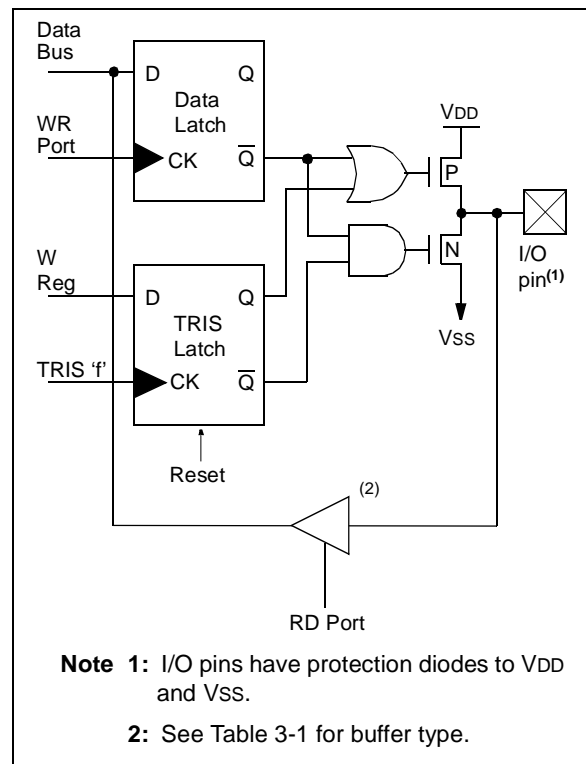 Data
Bus
D
Q
Data
Latch
WR
Port
CK
Q
VDD
P
N
I/O
pin(1)
VSS
W
Reg
D
Q
TRIS
Latch
TRIS 'f'
CK
Q
Reset
(2)
RD Port
Note 1: I/O pins have protection diodes to VDD
and VSS.
2: See Table 3-1 for buffer type.